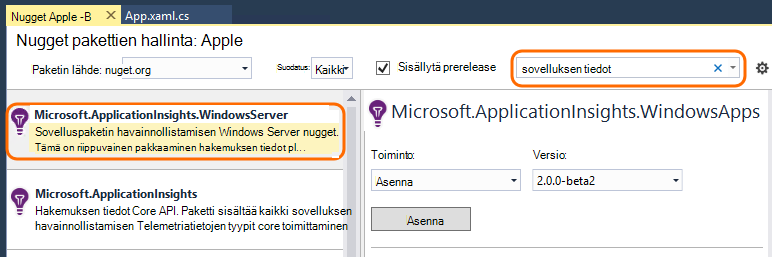 Nuget Apple -B App.xaml.cs
Nugget pakettien hallinta: Apple
Paketin lähde: nuget.org Suodatus: Kaikki Sisällytä prerelease sovelluksen tiedot
Microsoft.ApplicationInsights.WindowsServer
Sovelluspaketin havainnollistamisen Windows Server nugget.
Tämä on riippuvainen pakkaaminen hakemuksen tiedot pl...
Microsoft.ApplicationInsights
Hakemuksen tiedot Core API. Paketti sisältää kaikki sovelluksen
havainnollistamisen Telemetriatietojen tyypit core toimittaminen
Microsoft.ApplicationInsights.WindowsApps
Toiminto: Versio:
Asenna 2.0.0-beta2
Asenna